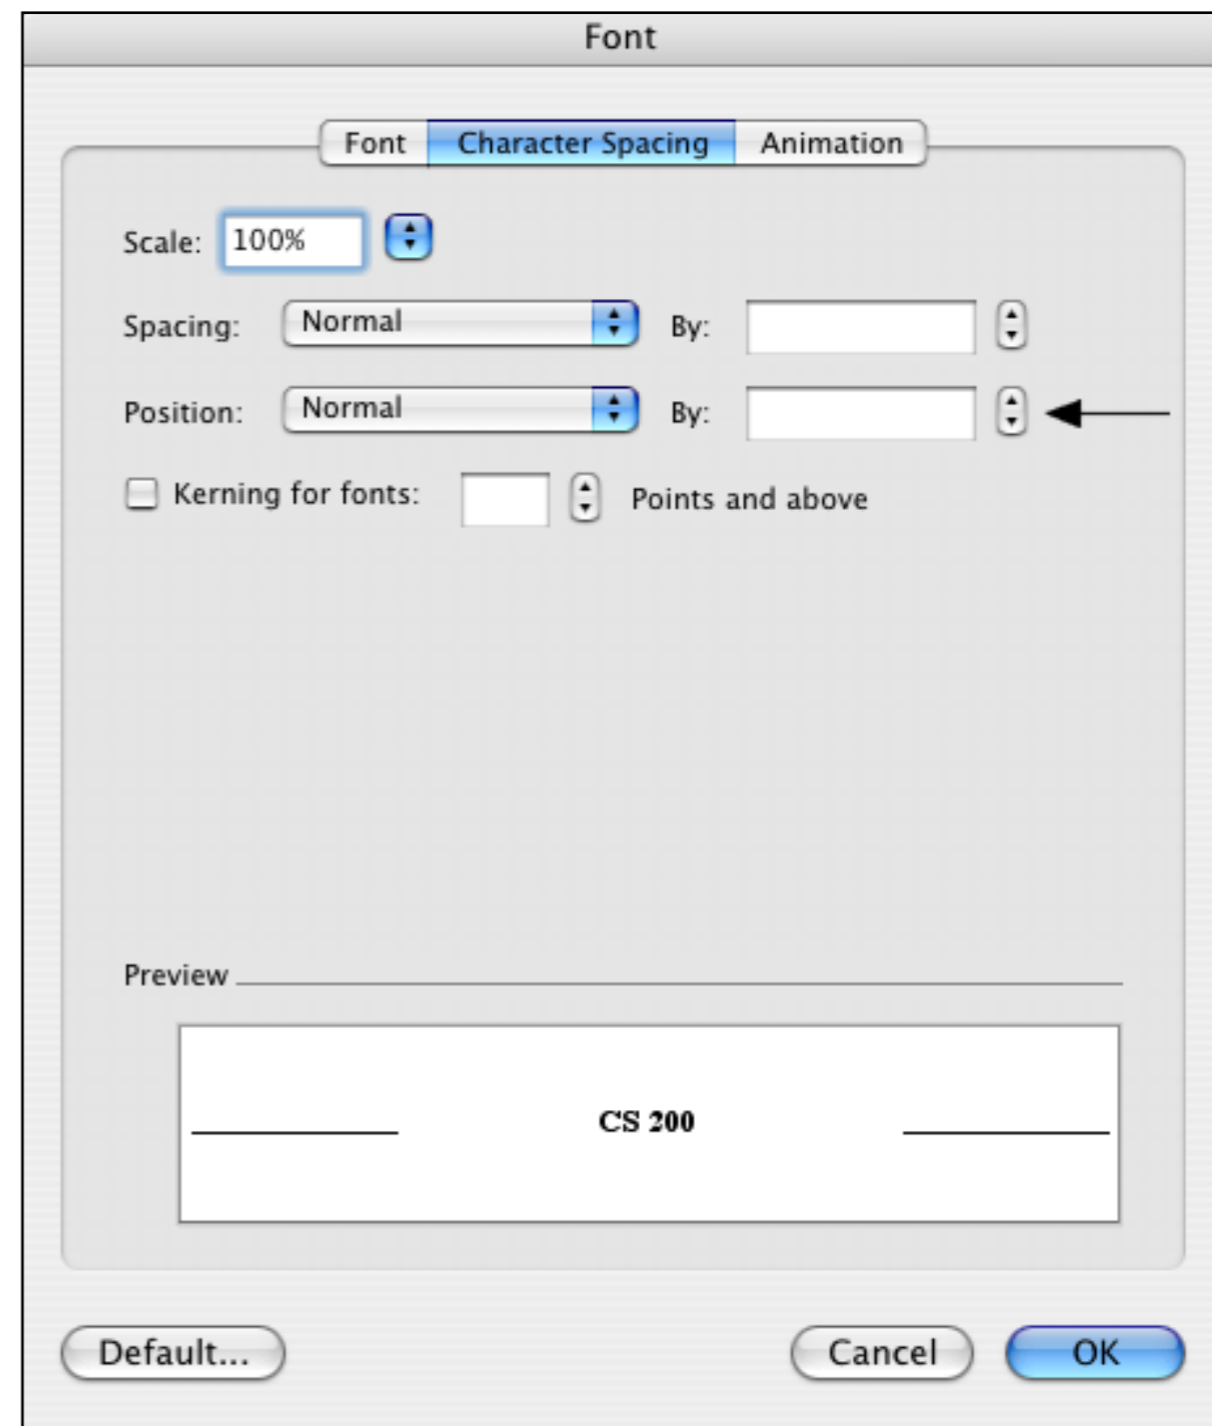 Font
Font Character Spacing Animation
Scale: 100%
Spacing: Normal By:
Position: Normal By:
Kerning for fonts: Points and above
Preview
CS 200
Default... Cancel OK